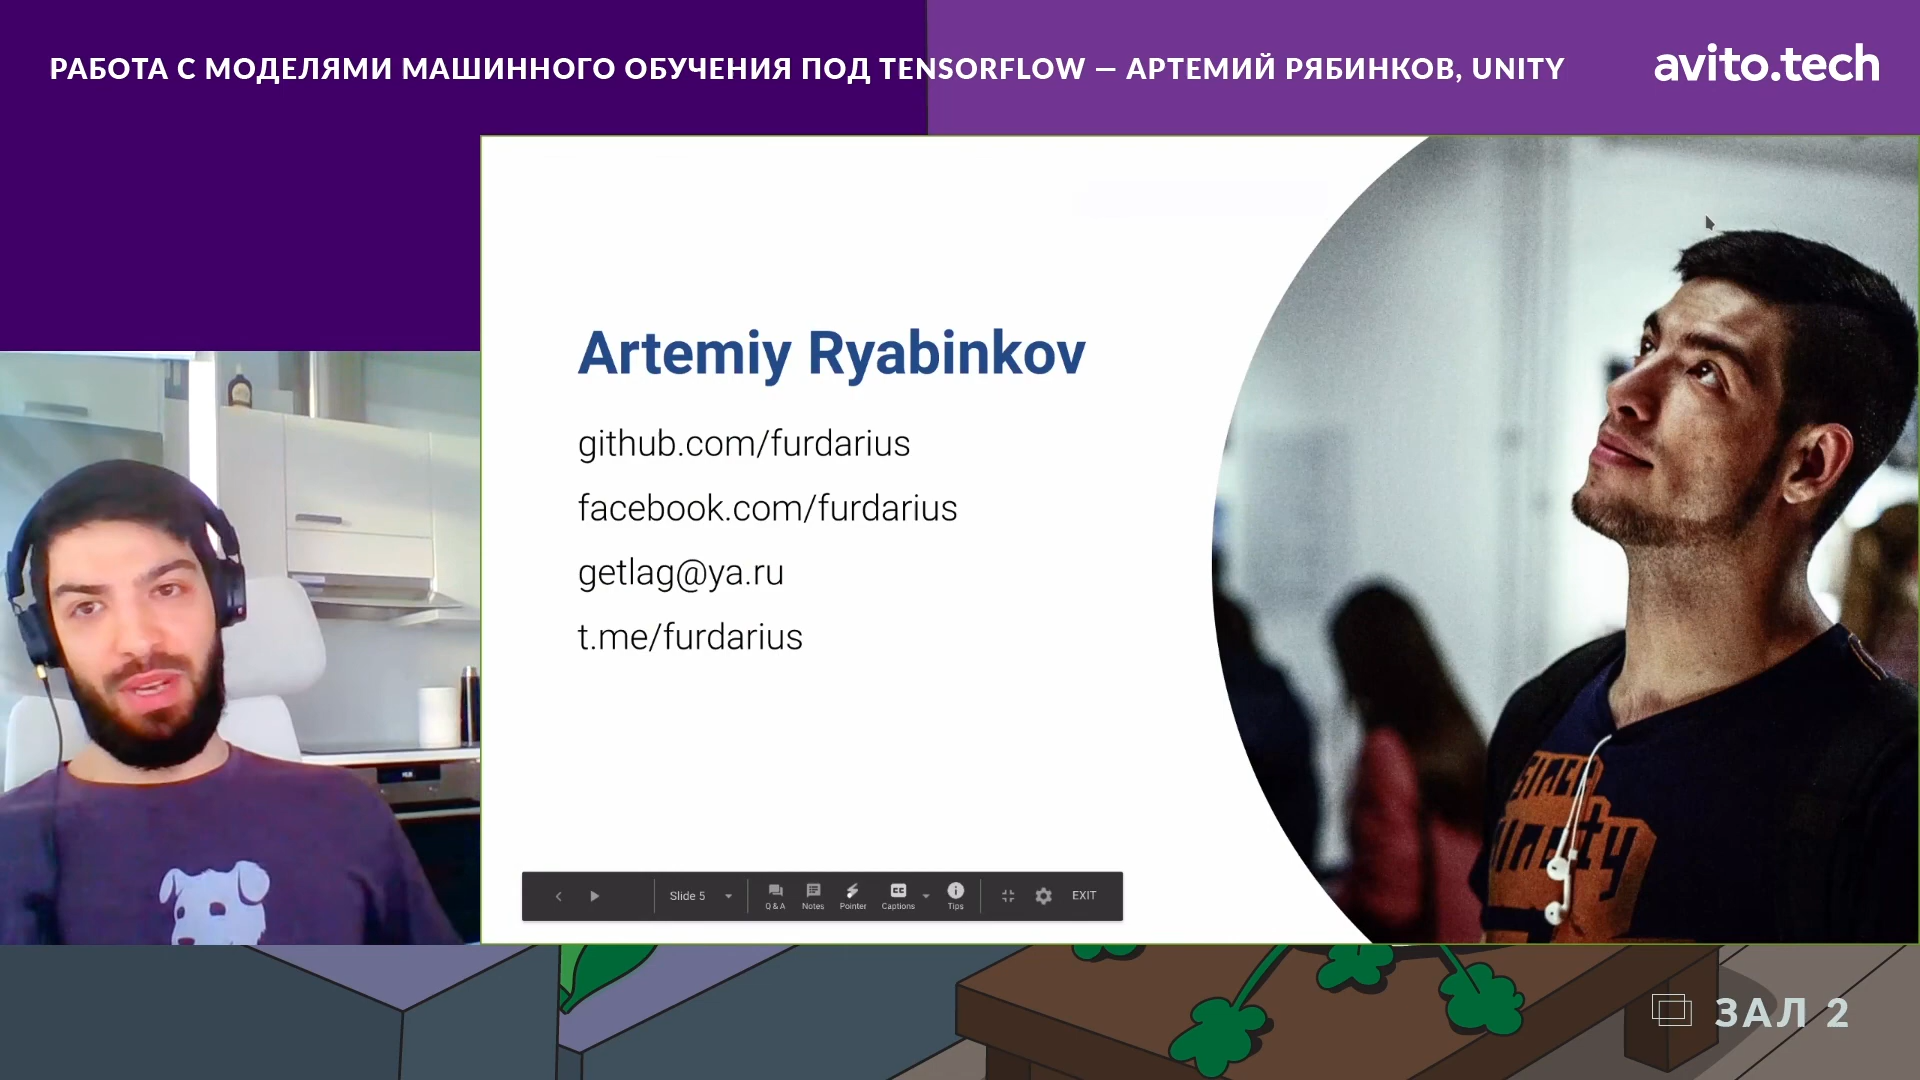 РАБОТА С МОДЕЛЯМИ МАШИННОГО ОБУЧЕНИЯ ПОД TENSORFLOW — АРТЕМИЙ РЯБИНКОВ, UNITY
avito.tech
Artemiy Ryabinkov
github.com/furdarius
facebook.com/furdarius
getlag@ya.ru
t.me/furdarius
Slide 5
Q & A
Notes
Pointer
CC
Captions
Tips
EXIT
ЗАЛ 2